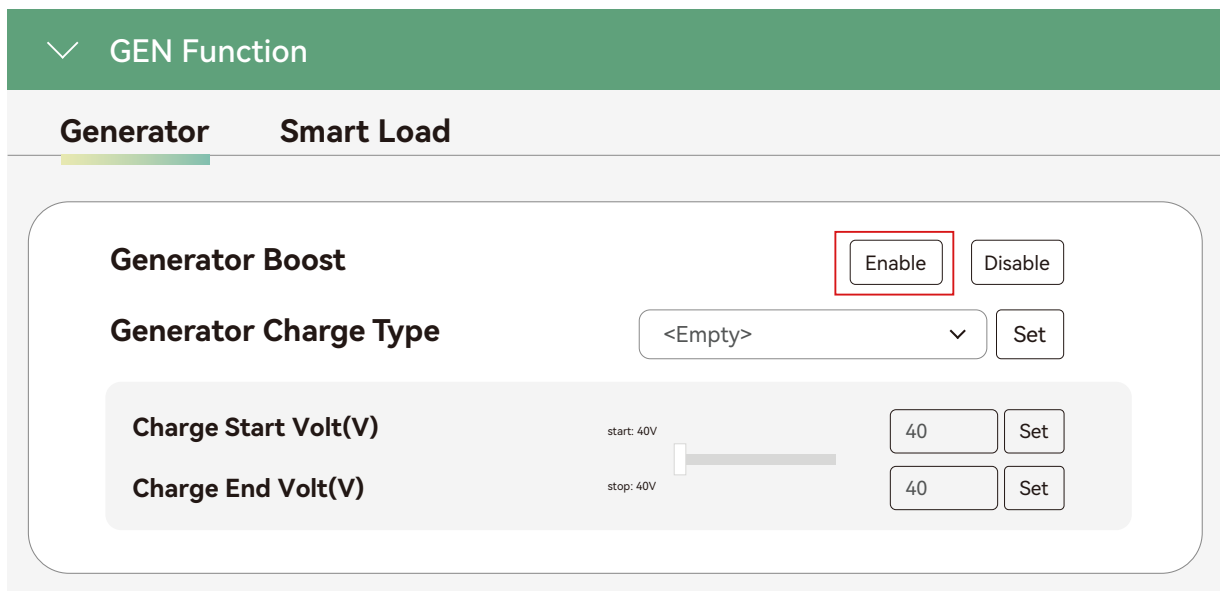 GEN Function
Generator Smart Load
Generator Boost Enable Disable
Generator Charge Type <Empty> Set
Charge Start Volt(V) start: 40V 40 Set
Charge End Volt(V) stop: 40V 40 Set